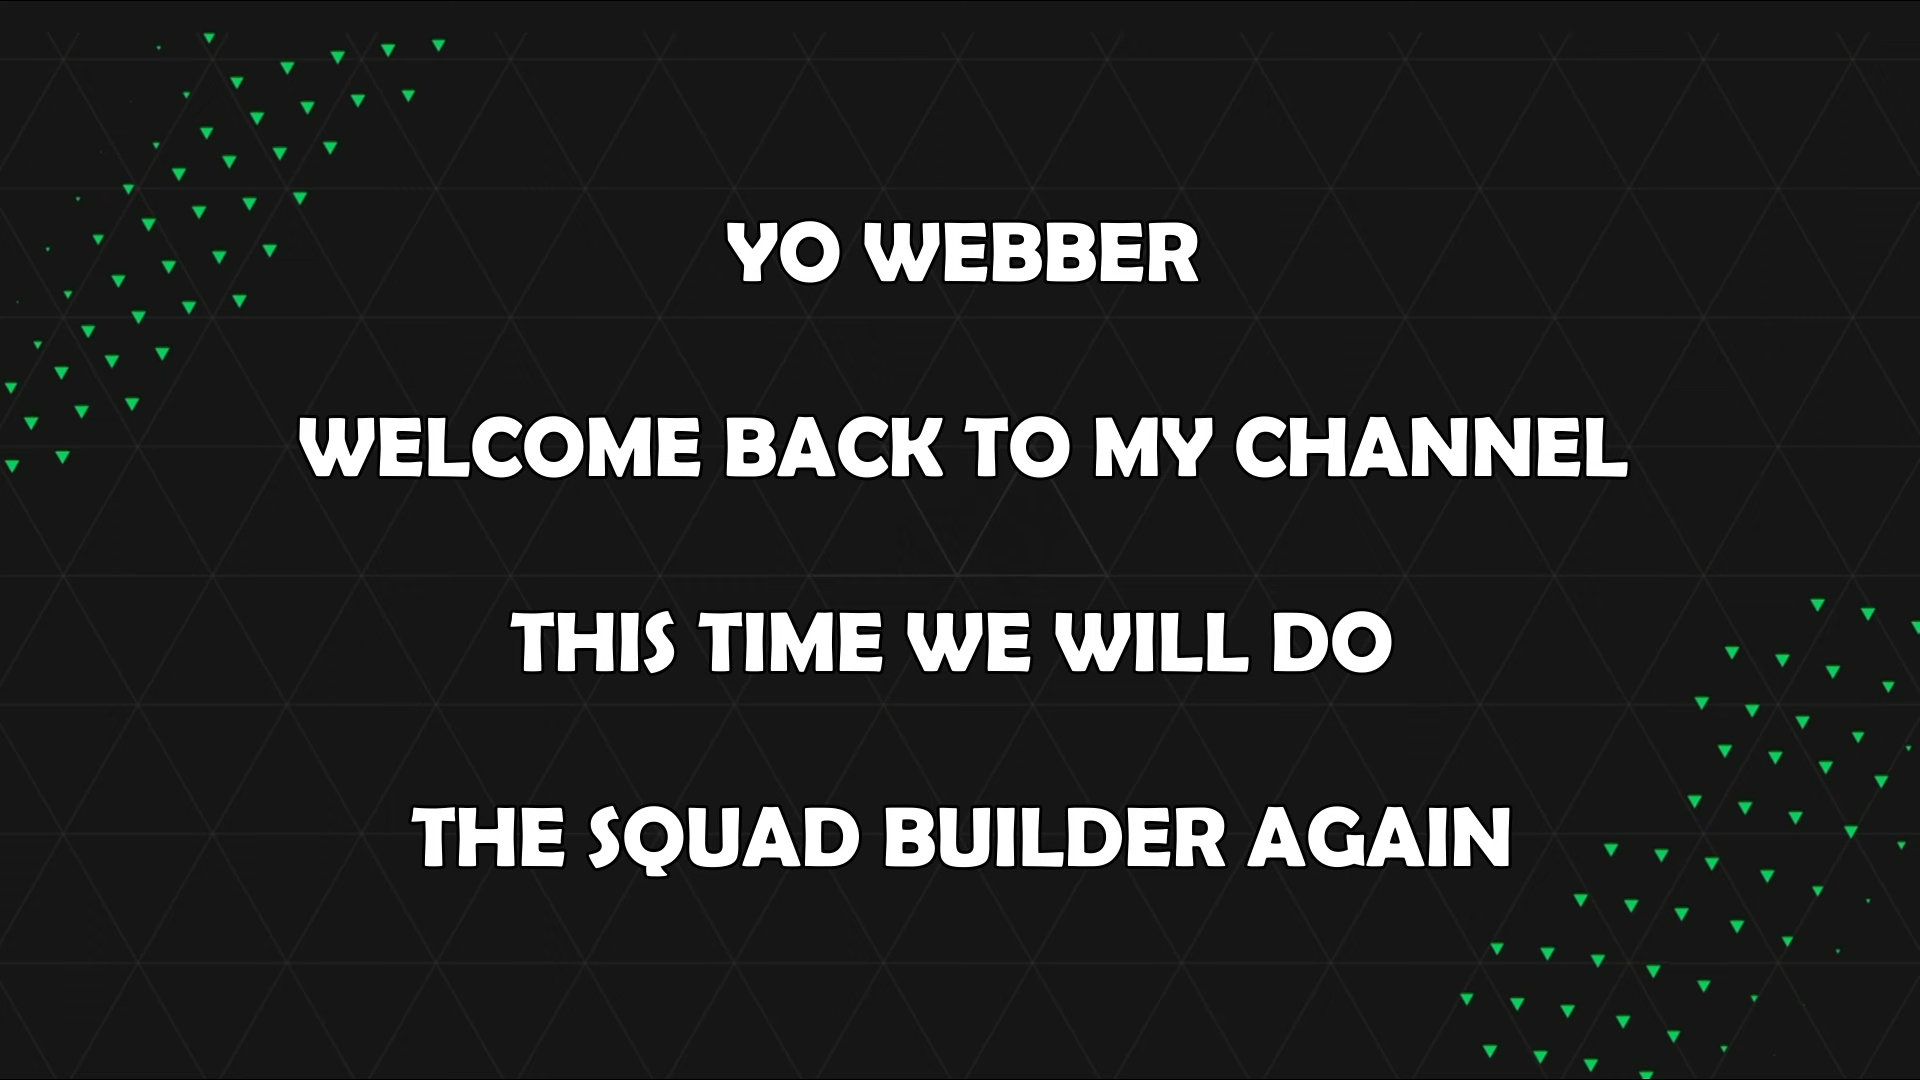 YO WEBBER
WELCOME BACK TO MY CHANNEL
THIS TIME WE WILL DO
THE SQUAD BUILDER AGAIN